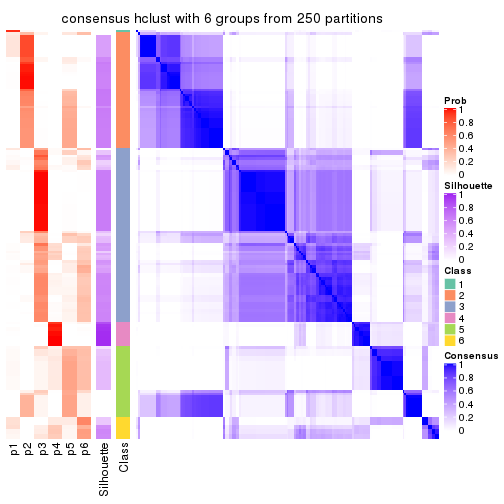 consensus hclust with 6 groups from 250 partitions
Prob
1
0.8
0.6
0.4
0.2
0
Silhouette
1
0.8
0.6
0.4
0.2
0
Class
1
2
3
4
5
6
Consensus
1
0.8
0.6
0.4
0.2
0
p1
p2
p3
p4
p5
p6
Silhouette
Class